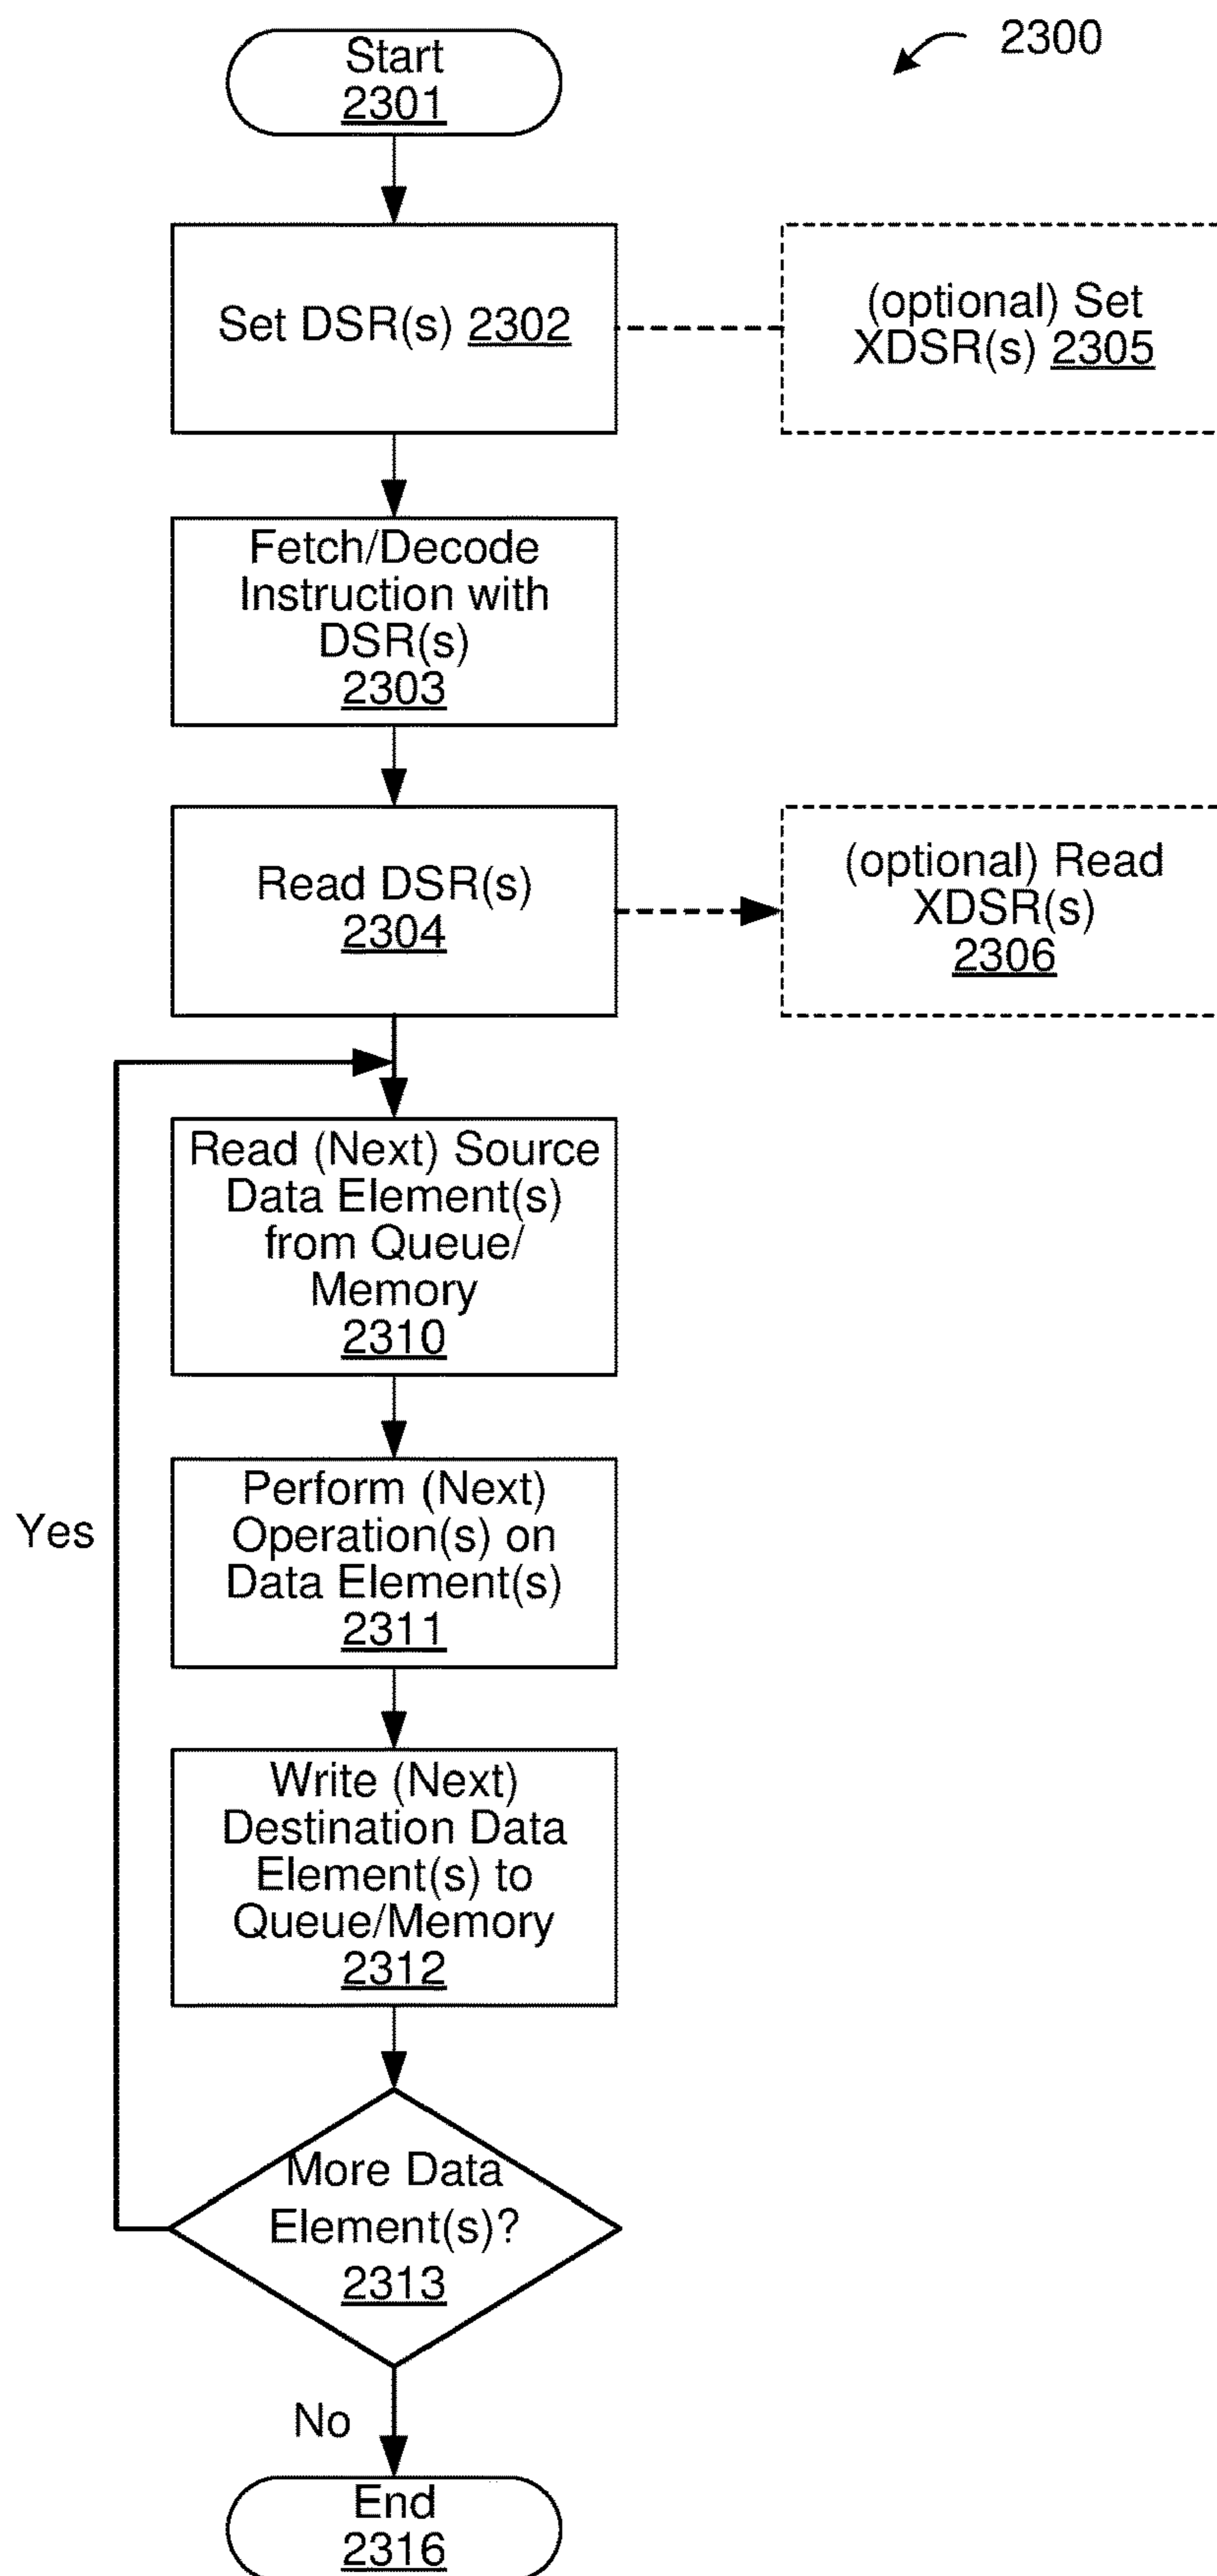 Start
2301
2300
Set DSR(s) 2302
(optional) Set
XDSR(s) 2305
Fetch/Decode
Instruction with
DSR(s)
2303
Read DSR(s)
2304
(optional) Read
XDSR(s)
2306
Read (Next) Source
Data Element(s)
from Queue/
Memory
2310
Perform (Next)
Operation(s) on
Data Element(s)
2311
Yes
Write (Next)
Destination Data
Element(s) to
Queue/Memory
2312
More Data
Element(s)?
2313
No
End
2316